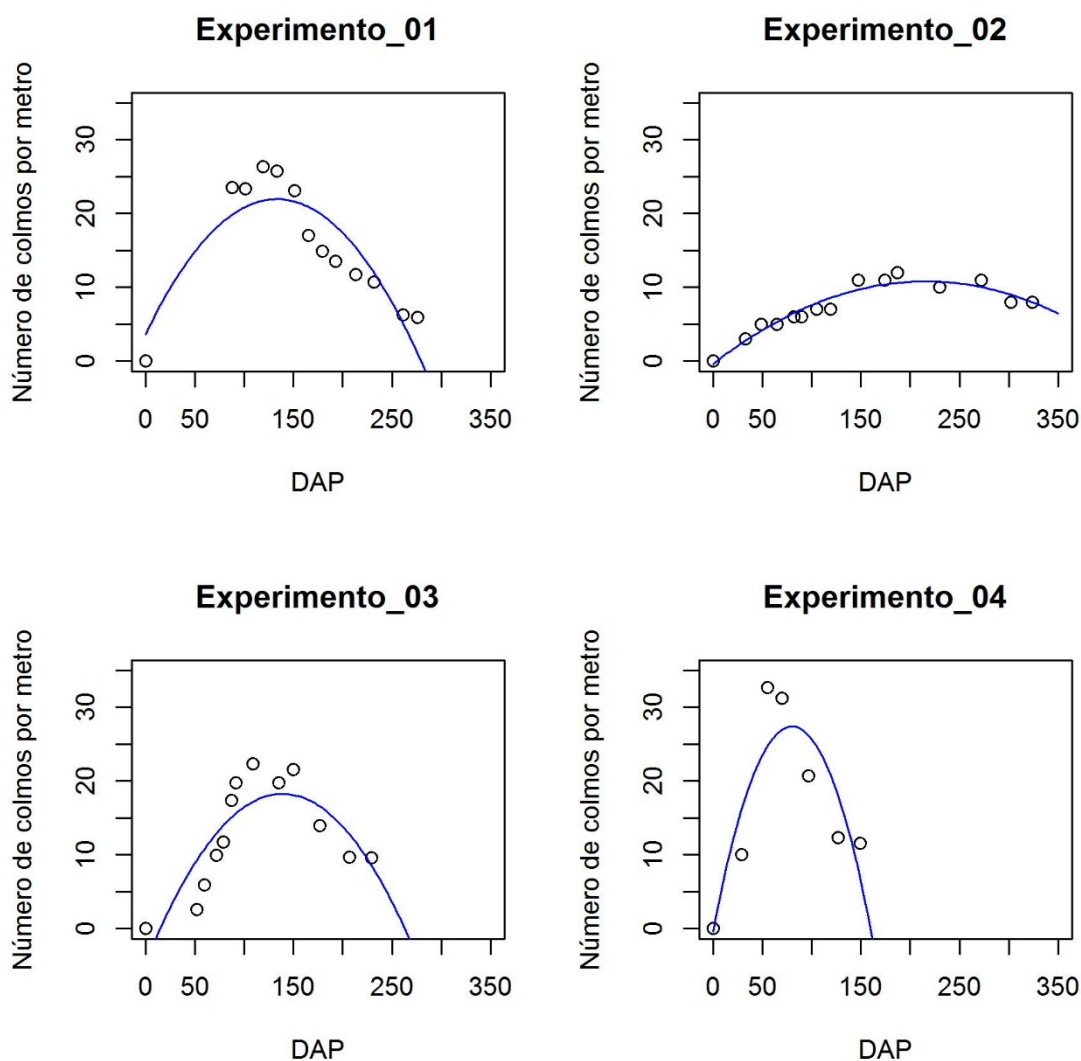 Experimento_01
Número de colmos por metro
0 10 20 30
0 50 150 250 350
DAP
Experimento_02
Número de colmos por metro
0 10 20 30
0 50 150 250 350
DAP
Experimento_03
Número de colmos por metro
0 10 20 30
0 50 150 250 350
DAP
Experimento_04
Número de colmos por metro
0 10 20 30
0 50 150 250 350
DAP